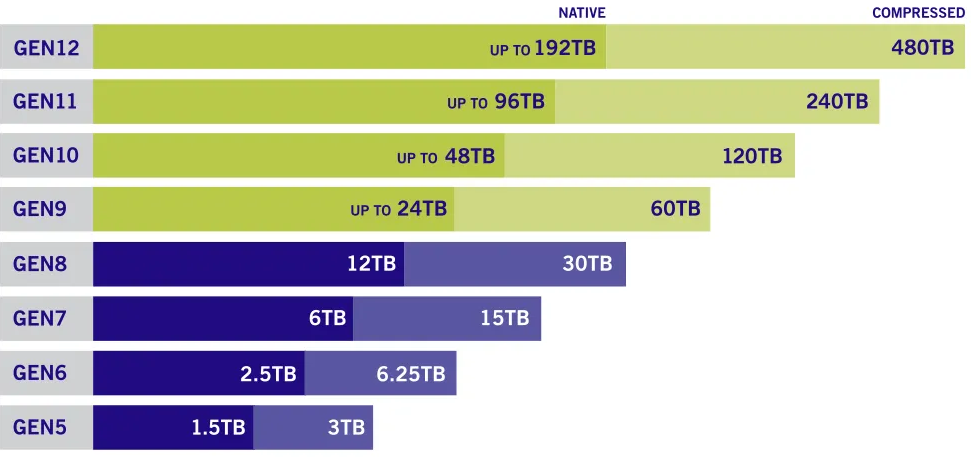 NATIVE COMPRESSED
GEN12 UP TO 192TB 480TB
GEN11 UP TO 96TB 240TB
GEN10 UP TO 48TB 120TB
GEN9 UP TO 24TB 60TB
GEN8 12TB 30TB
GEN7 6TB 15TB
GEN6 2.5TB 6.25TB
GEN5 1.5TB 3TB